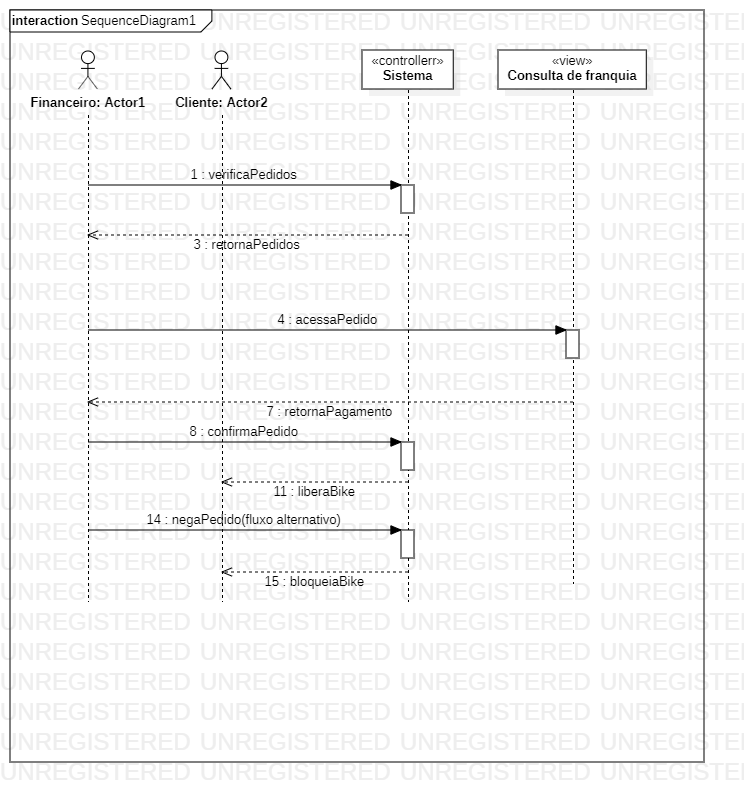 interaction SequenceDiagram1
«controllerr»
Sistema
«view»
Consulta de franquia
Financeiro: Actor1
Cliente: Actor2
1 : verificaPedidos
3 : retornaPedidos
4 : acessaPedido
7 : retornaPagamento
8 : confirmaPedido
11 : liberaBike
14 : negaPedido(fluxo alternativo)
15 : bloqueiaBike
UNREGISTERED